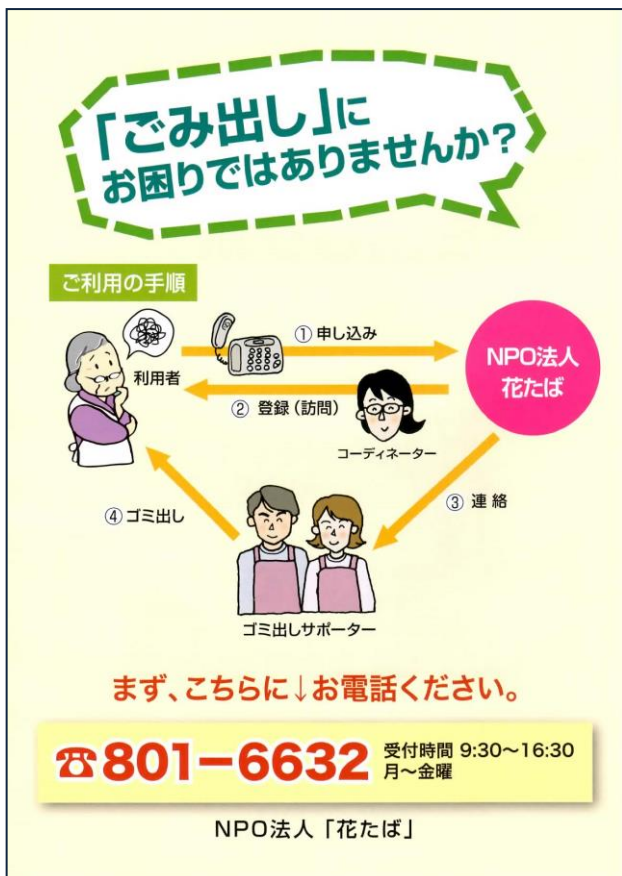 「ごみ出し」に
お困りではありませんか?
ご利用の手順
① 申し込み
利用者
NPO法人
花たば
② 登録(訪問)
コーディネーター
③ 連 絡
④ ゴミ出し
ゴミ出しサポーター
まず、こちらに↓お電話ください。
☎801−6632 受付時間 9:30〜16:30
月〜金曜
NPO法人「花たば」